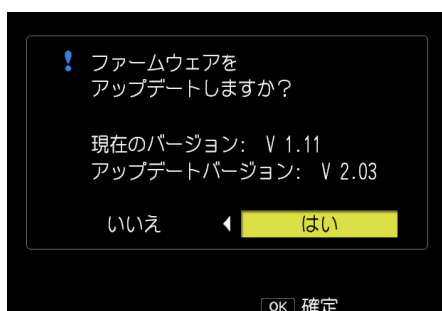 ファームウェアを
アップデートしますか？
現在のバージョン: V 1.11
アップデートバージョン: V 2.03
いいえ はい
OK 確定